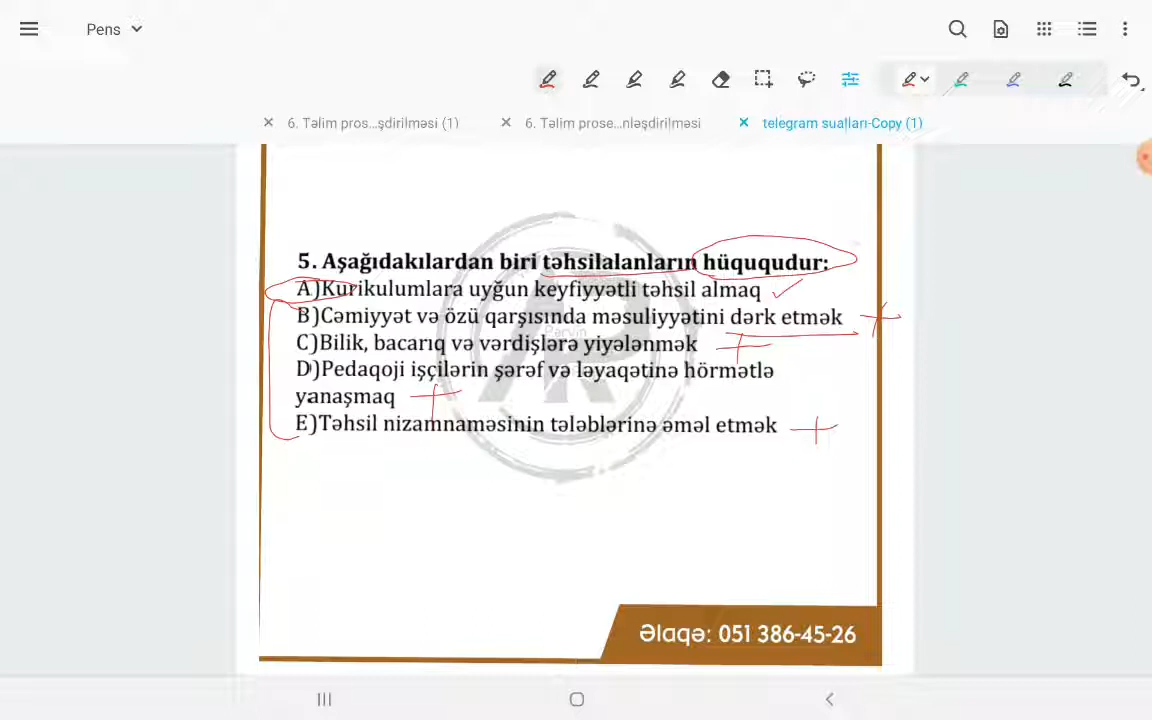 Pens
6. Təlim pros...şdirilməsi (1)
6. Təlim prose...nləşdirilməsi
telegram sualları-Copy (1)
5. Aşağıdakılardan biri təhsilalanların hüququdur:
A)Kurikulumlara uyğun keyfiyyətli təhsil almaq
B)Cəmiyyət və özü qarşısında məsuliyyətini dərk etmək
C)Bilik, bacarıq və vərdişlərə yiyələnmək
D)Pedaqoji işçilərin şərəf və ləyaqətinə hörmətlə
yanaşmaq
E)Təhsil nizamnaməsinin tələblərinə əməl etmək
Parvin
AR
Əlaqə: 051 386-45-26